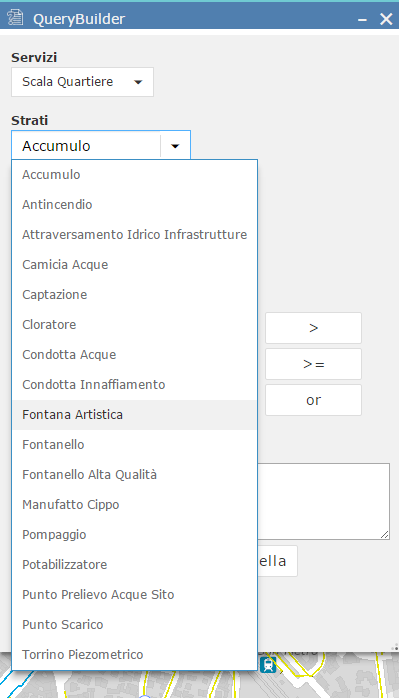 QueryBuilder
Servizi
Scala Quartiere
Strati
Accumulo
Accumulo
Antincendio
Attraversamento Idrico Infrastrutture
Camicia Acque
Captazione
Cloratore
Condotta Acque
Condotta Innaffiamento
Fontana Artistica
Fontanello
Fontanello Alta Qualità
Manufatto Cippo
Pompaggio
Potabilizzatore
Punto Prelievo Acque Sito
Punto Scarico
Torrino Piezometrico
>
>=
or
ella